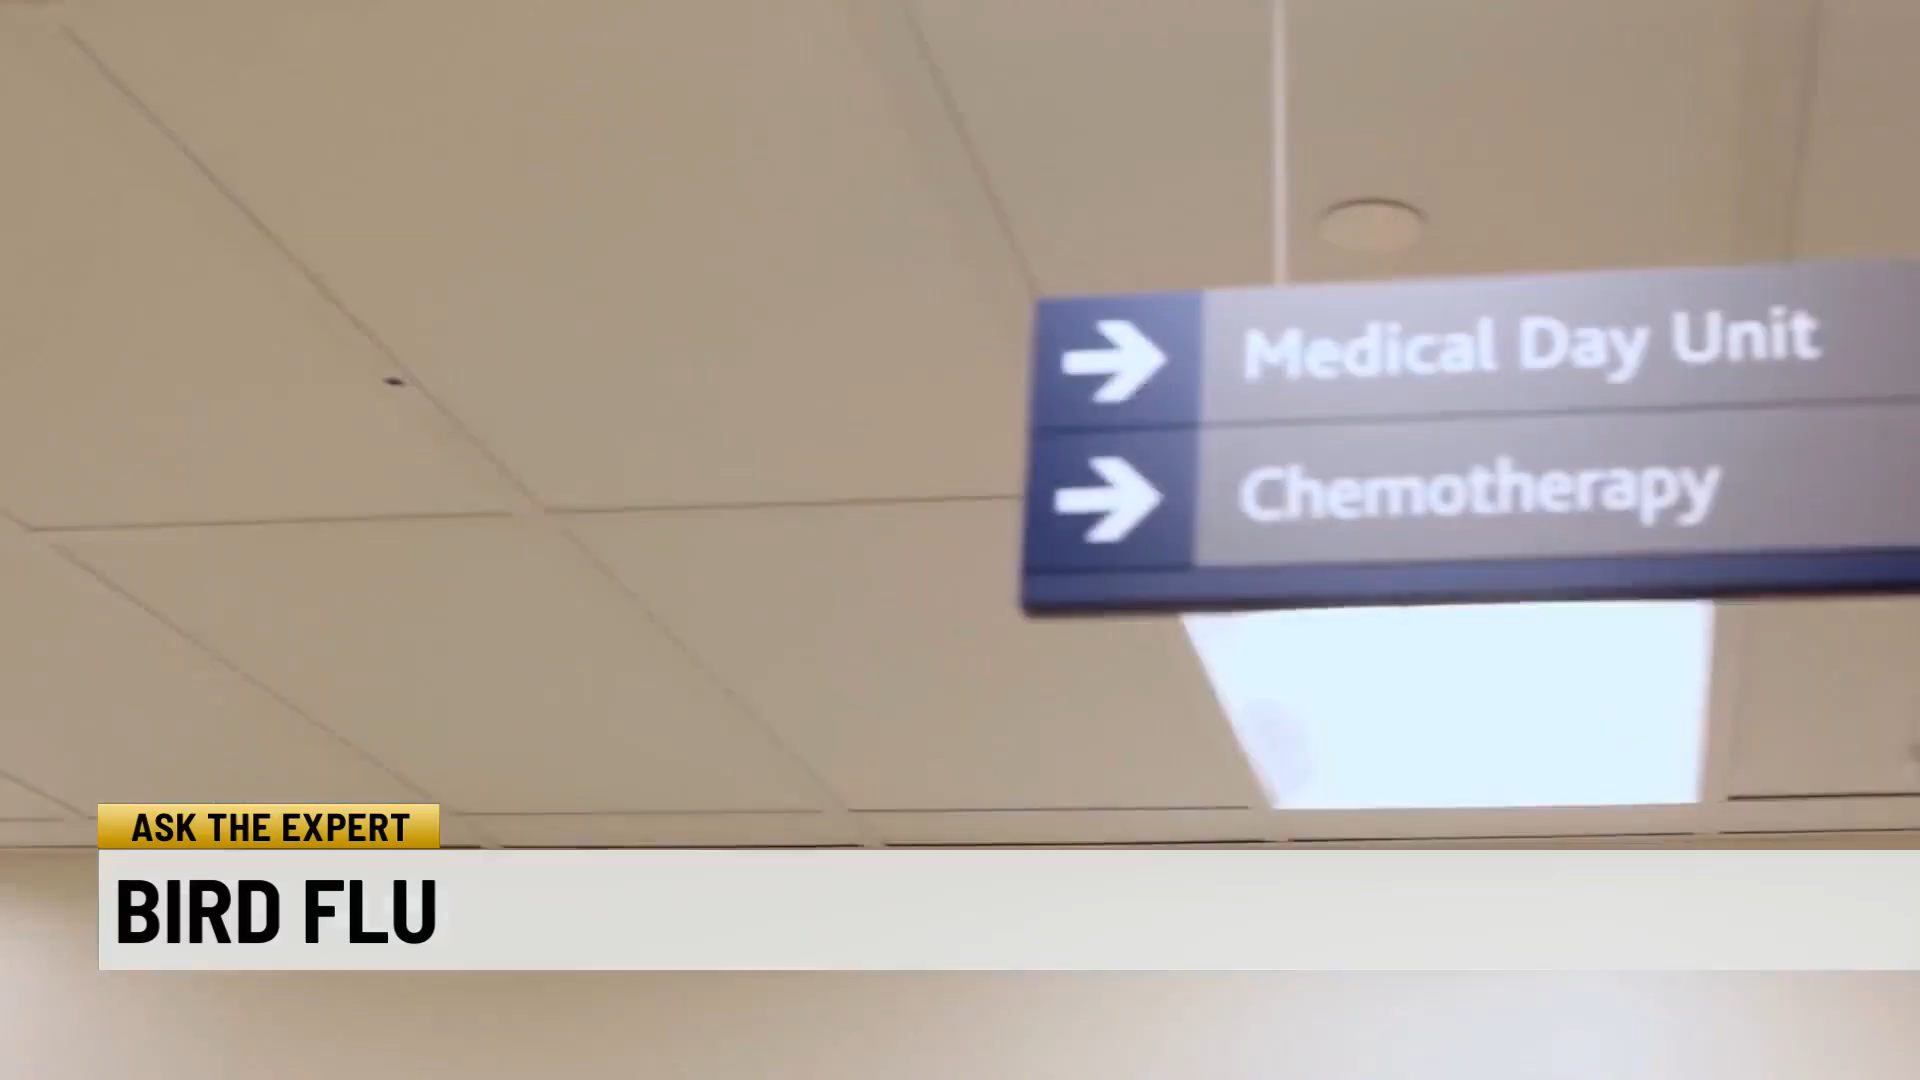 Medical Day Unit
Chemotherapy
ASK THE EXPERT
BIRD FLU